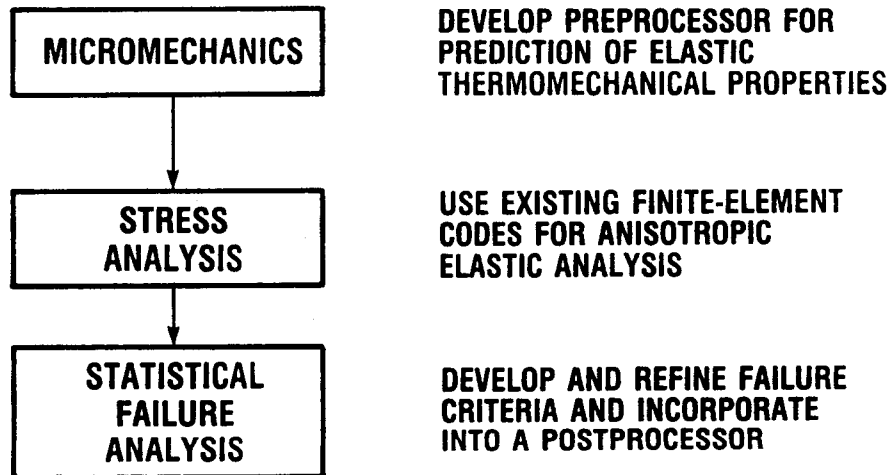 MICROMECHANICS
DEVELOP PREPROCESSOR FOR
PREDICTION OF ELASTIC
THERMOMECHANICAL PROPERTIES
STRESS
ANALYSIS
USE EXISTING FINITE-ELEMENT
CODES FOR ANISOTROPIC
ELASTIC ANALYSIS
STATISTICAL
FAILURE
ANALYSIS
DEVELOP AND REFINE FAILURE
CRITERIA AND INCORPORATE
INTO A POSTPROCESSOR